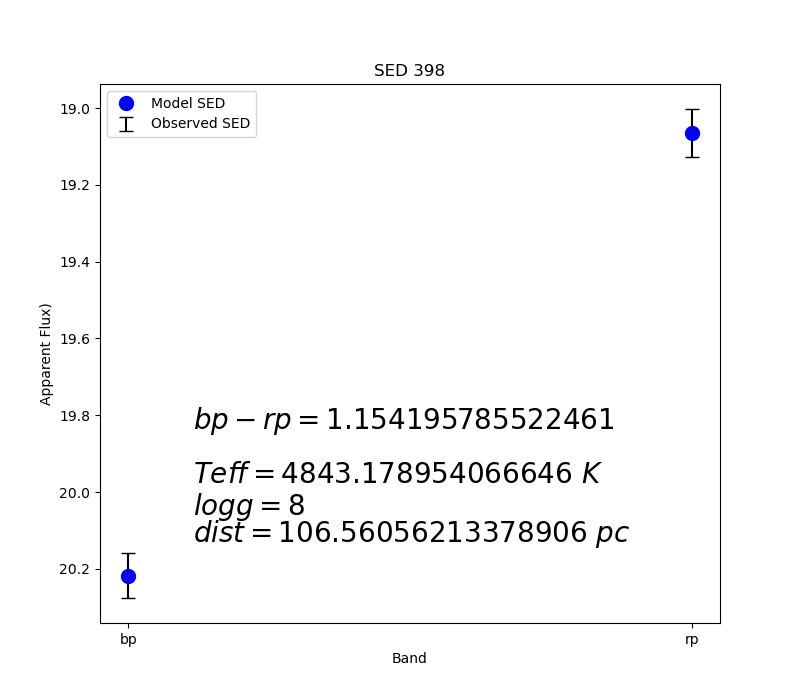 SED 398
Model SED
Observed SED
19.0
19.2
19.4
19.6
19.8
20.0
20.2
Apparent Flux)
bp − rp = 1.154195785522461
Teff = 4843.178954066646 K
logg = 8
dist = 106.56056213378906 pc
bp
rp
Band